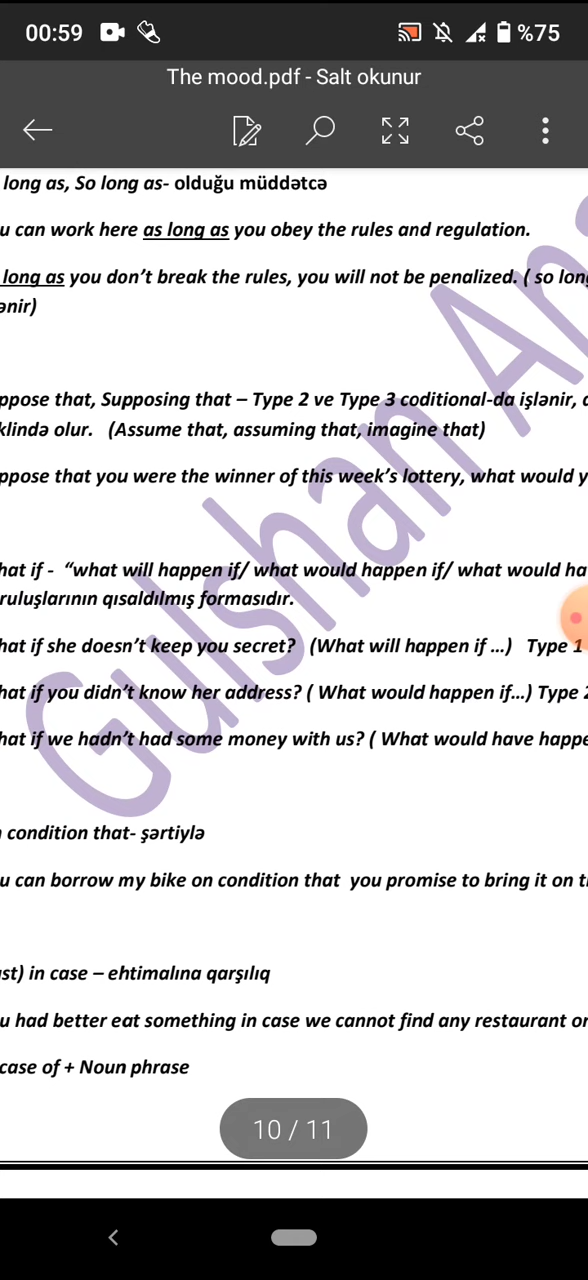 00:59 %75
The mood.pdf - Salt okunur
long as, So long as- olduğu müddətcə
u can work here as long as you obey the rules and regulation.
long as you don't break the rules, you will not be penalized. ( so lon
ənir)
ppose that, Supposing that – Type 2 ve Type 3 coditional-da işlənir,
klində olur. (Assume that, assuming that, imagine that)
ppose that you were the winner of this week's lottery, what would y
hat if - “what will happen if/ what would happen if/ what would ha
ruluşlarının qısaldılmış formasıdır.
hat if she doesn't keep you secret? (What will happen if ...) Type 1
hat if you didn't know her address? ( What would happen if...) Type 2
hat if we hadn't had some money with us? ( What would have happe
condition that- şərtiylə
u can borrow my bike on condition that you promise to bring it on t
st) in case – ehtimalına qarşılıq
u had better eat something in case we cannot find any restaurant or
case of + Noun phrase
10 / 11
Gulshan An